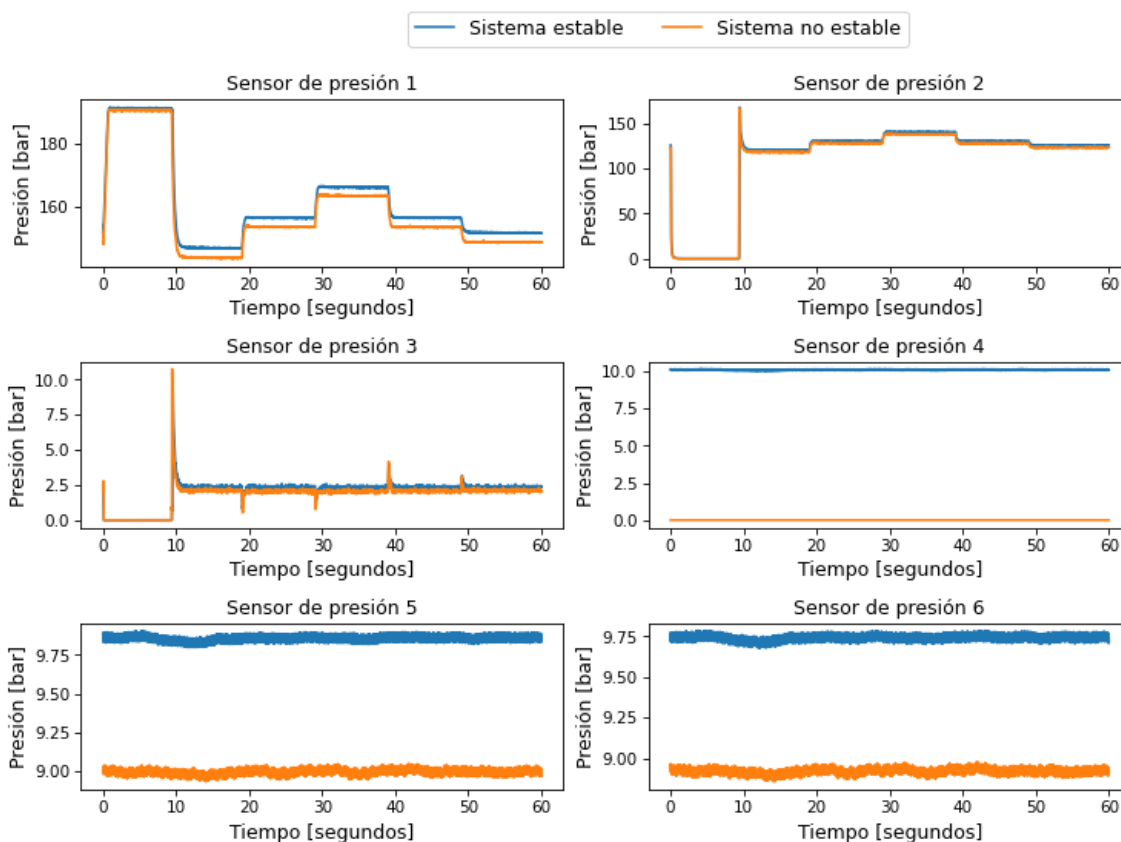 Sistema estable Sistema no estable
Sensor de presión 1
Presión [bar]
180
160
0 10 20 30 40 50 60
Tiempo [segundos]
Sensor de presión 2
Presión [bar]
150
100
50
0
0 10 20 30 40 50 60
Tiempo [segundos]
Sensor de presión 3
Presión [bar]
10.0
7.5
5.0
2.5
0.0
0 10 20 30 40 50 60
Tiempo [segundos]
Sensor de presión 4
Presión [bar]
10.0
7.5
5.0
2.5
0.0
0 10 20 30 40 50 60
Tiempo [segundos]
Sensor de presión 5
Presión [bar]
9.75
9.50
9.25
9.00
0 10 20 30 40 50 60
Tiempo [segundos]
Sensor de presión 6
Presión [bar]
9.75
9.50
9.25
9.00
0 10 20 30 40 50 60
Tiempo [segundos]